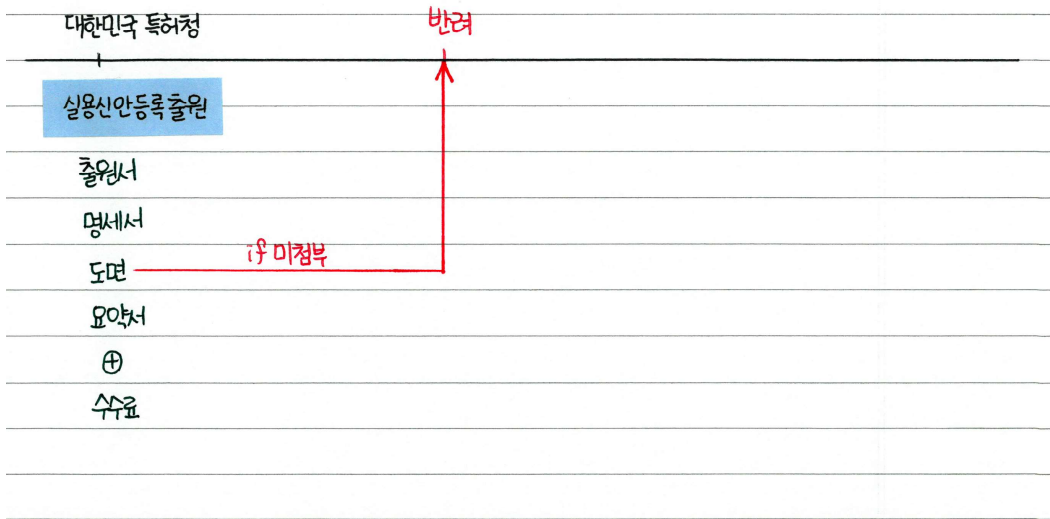 대한민국 특허청
반려
실용신안등록출원
출원서
명세서
도면
if 미첨부
요약서
⊕
수수료